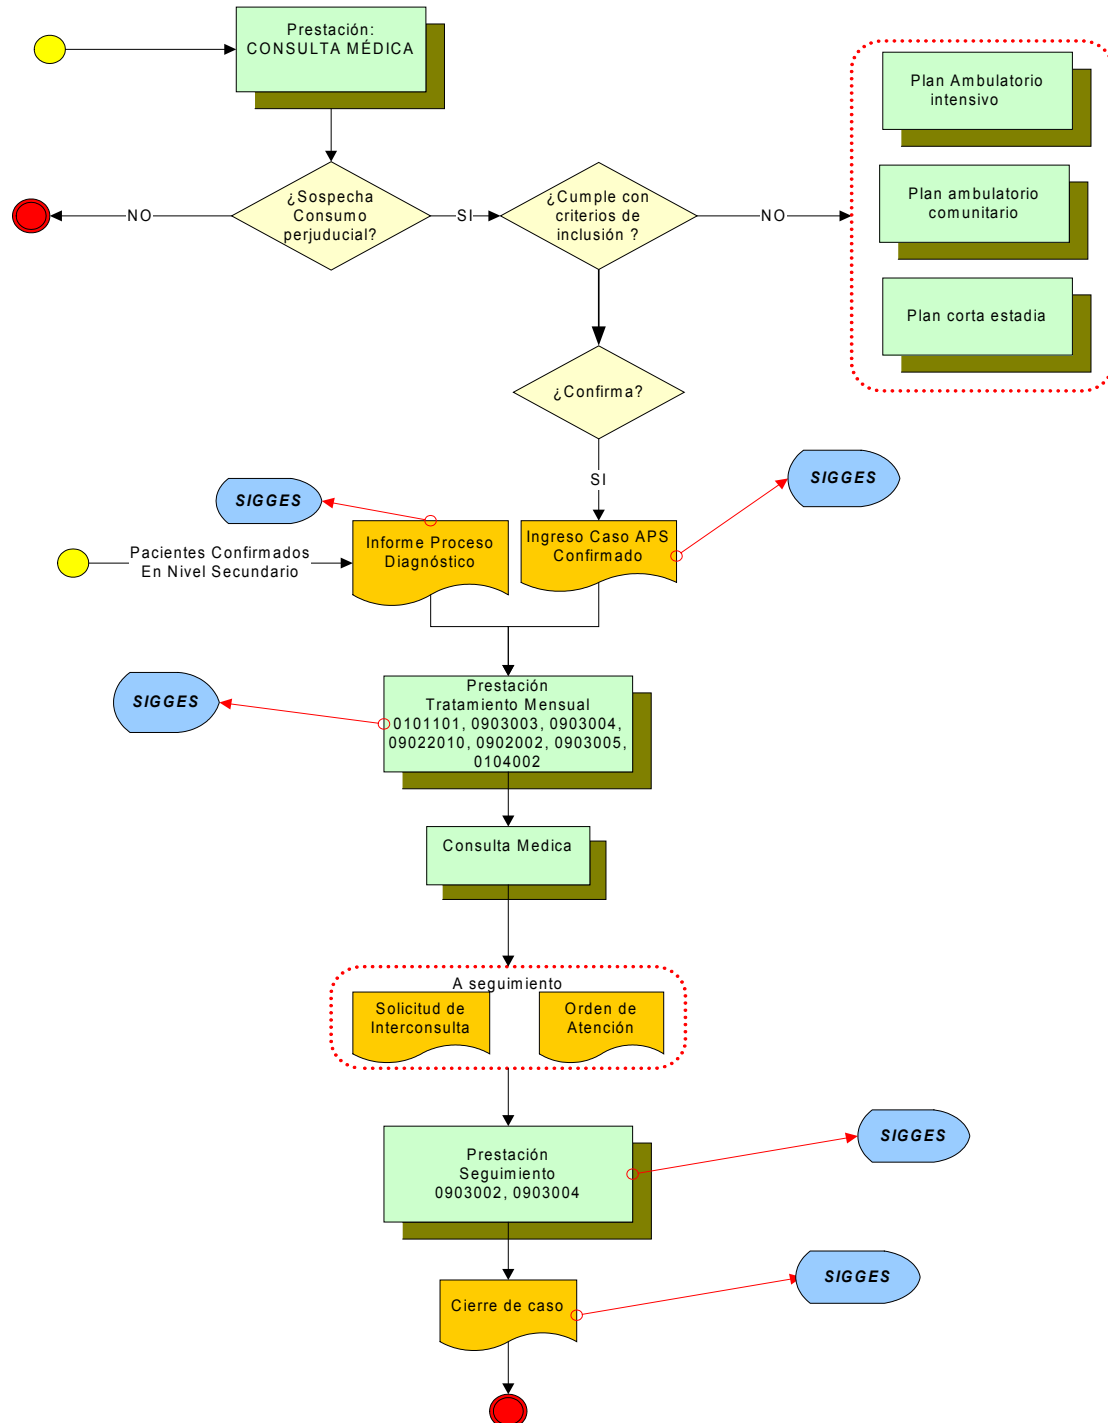 Prestación:
CONSULTA MÉDICA
Plan Ambulatorio
intensivo
¿Sospecha
Consumo
perjuducial?
NO
SI
¿Cumple con
criterios de
inclusión ?
NO
Plan ambulatorio
comunitario
Plan corta estadia
¿Confirma?
SI
SIGGES
SIGGES
Pacientes Confirmados
En Nivel Secundario
Informe Proceso
Diagnóstico
Ingreso Caso APS
Confirmado
SIGGES
Prestación
Tratamiento Mensual
0101101, 0903003, 0903004,
09022010, 0902002, 0903005,
0104002
Consulta Medica
A seguimiento
Solicitud de
Interconsulta
Orden de
Atención
Prestación
Seguimiento
0903002, 0903004
SIGGES
Cierre de caso
SIGGES